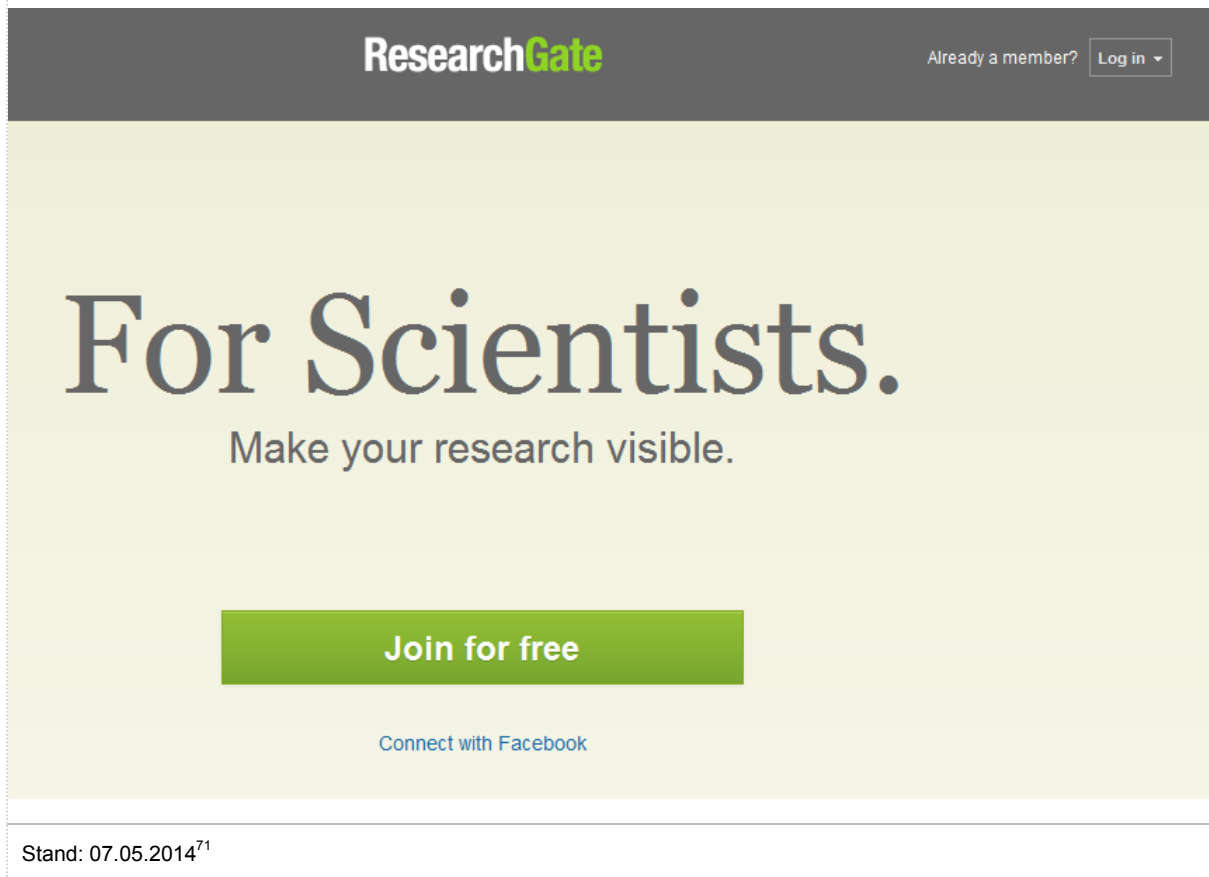 ResearchGate
Already a member? Log in
For Scientists.
Make your research visible.
Join for free
Connect with Facebook
Stand: 07.05.2014⁷¹